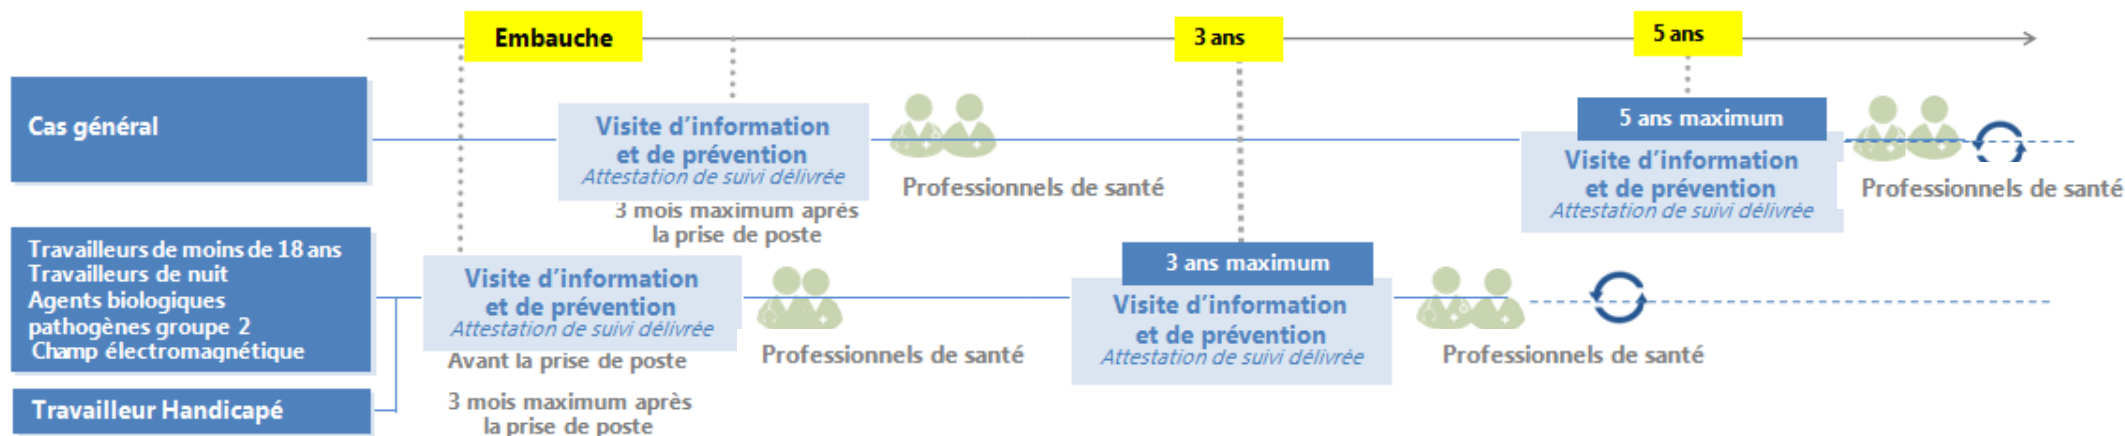 Embauche
3 ans
5 ans
Cas général
Visite d'information
et de prévention
Attestation de suivi délivrée
3 mois maximum après
la prise de poste
Professionnels de santé
5 ans maximum
Visite d'information
et de prévention
Attestation de suivi délivrée
Professionnels de santé
Travailleurs de moins de 18 ans
Travailleurs de nuit
Agents biologiques
pathogènes groupe 2
Champ électromagnétique
Visite d'information
et de prévention
Attestation de suivi délivrée
Avant la prise de poste
Professionnels de santé
3 ans maximum
Visite d'information
et de prévention
Attestation de suivi délivrée
Professionnels de santé
Travailleur Handicapé
3 mois maximum après
la prise de poste